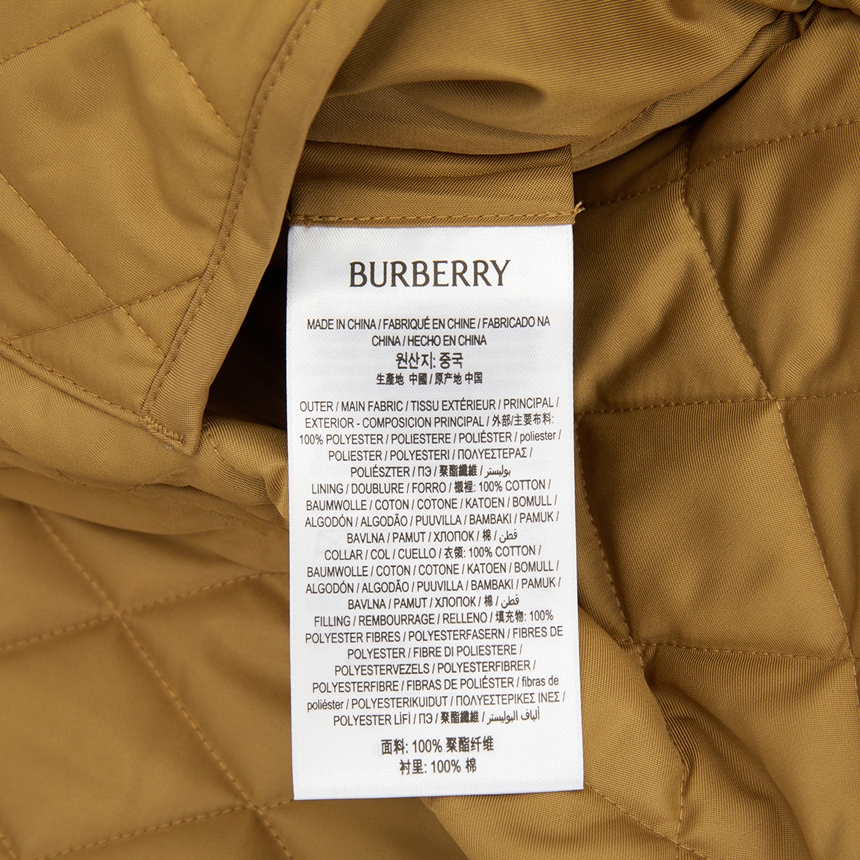 BURBERRY
MADE IN CHINA / FABRIQUÉ EN CHINE / FABRICADO NA
CHINA / HECHO EN CHINA
원산지: 중국
生產地 中國 / 原产地 中国
OUTER / MAIN FABRIC / TISSU EXTÉRIEUR / PRINCIPAL /
EXTERIOR - COMPOSICION PRINCIPAL / 外部/主要布料:
100% POLYESTER / POLIESTERE / POLIÉSTER / poliester /
POLIESTER / POLYESTERI / ΠΟΛΥΕΣΤΕΡΑΣ /
POLIÉSZTER / ПЭ / 聚酯纖維 / بوليستر /
LINING / DOUBLURE / FORRO / 襯裡: 100% COTTON /
BAUMWOLLE / COTON / COTONE / KATOEN / BOMULL /
ALGODÓN / ALGODÃO / PUUVILLA / BAMBAKI / PAMUK /
BAVLNA / PAMUT / ХЛОПОК / 棉 / قطن /
COLLAR / COL / CUELLO / 衣領: 100% COTTON /
BAUMWOLLE / COTON / COTONE / KATOEN / BOMULL /
ALGODÓN / ALGODÃO / PUUVILLA / BAMBAKI / PAMUK /
BAVLNA / PAMUT / ХЛОПОК / 棉 / قطن /
FILLING / REMBOURRAGE / RELLENO / 填充物: 100%
POLYESTER FIBRES / POLYESTERFASERN / FIBRES DE
POLYESTER / FIBRE DI POLIESTERE /
POLYESTERVEZELS / POLYESTERFIBRER /
POLYESTERFIBRE / FIBRAS DE POLIÉSTER / fibras de
poliéster / POLYESTERIKUIDUT / ΠΟΛΥΕΣΤΕΡΙΚΕΣ ΙΝΕΣ /
POLYESTER LİFİ / ПЭ / 聚酯纖維 / ألياف البوليستر /
面料: 100% 聚酯纤维
衬里: 100% 棉